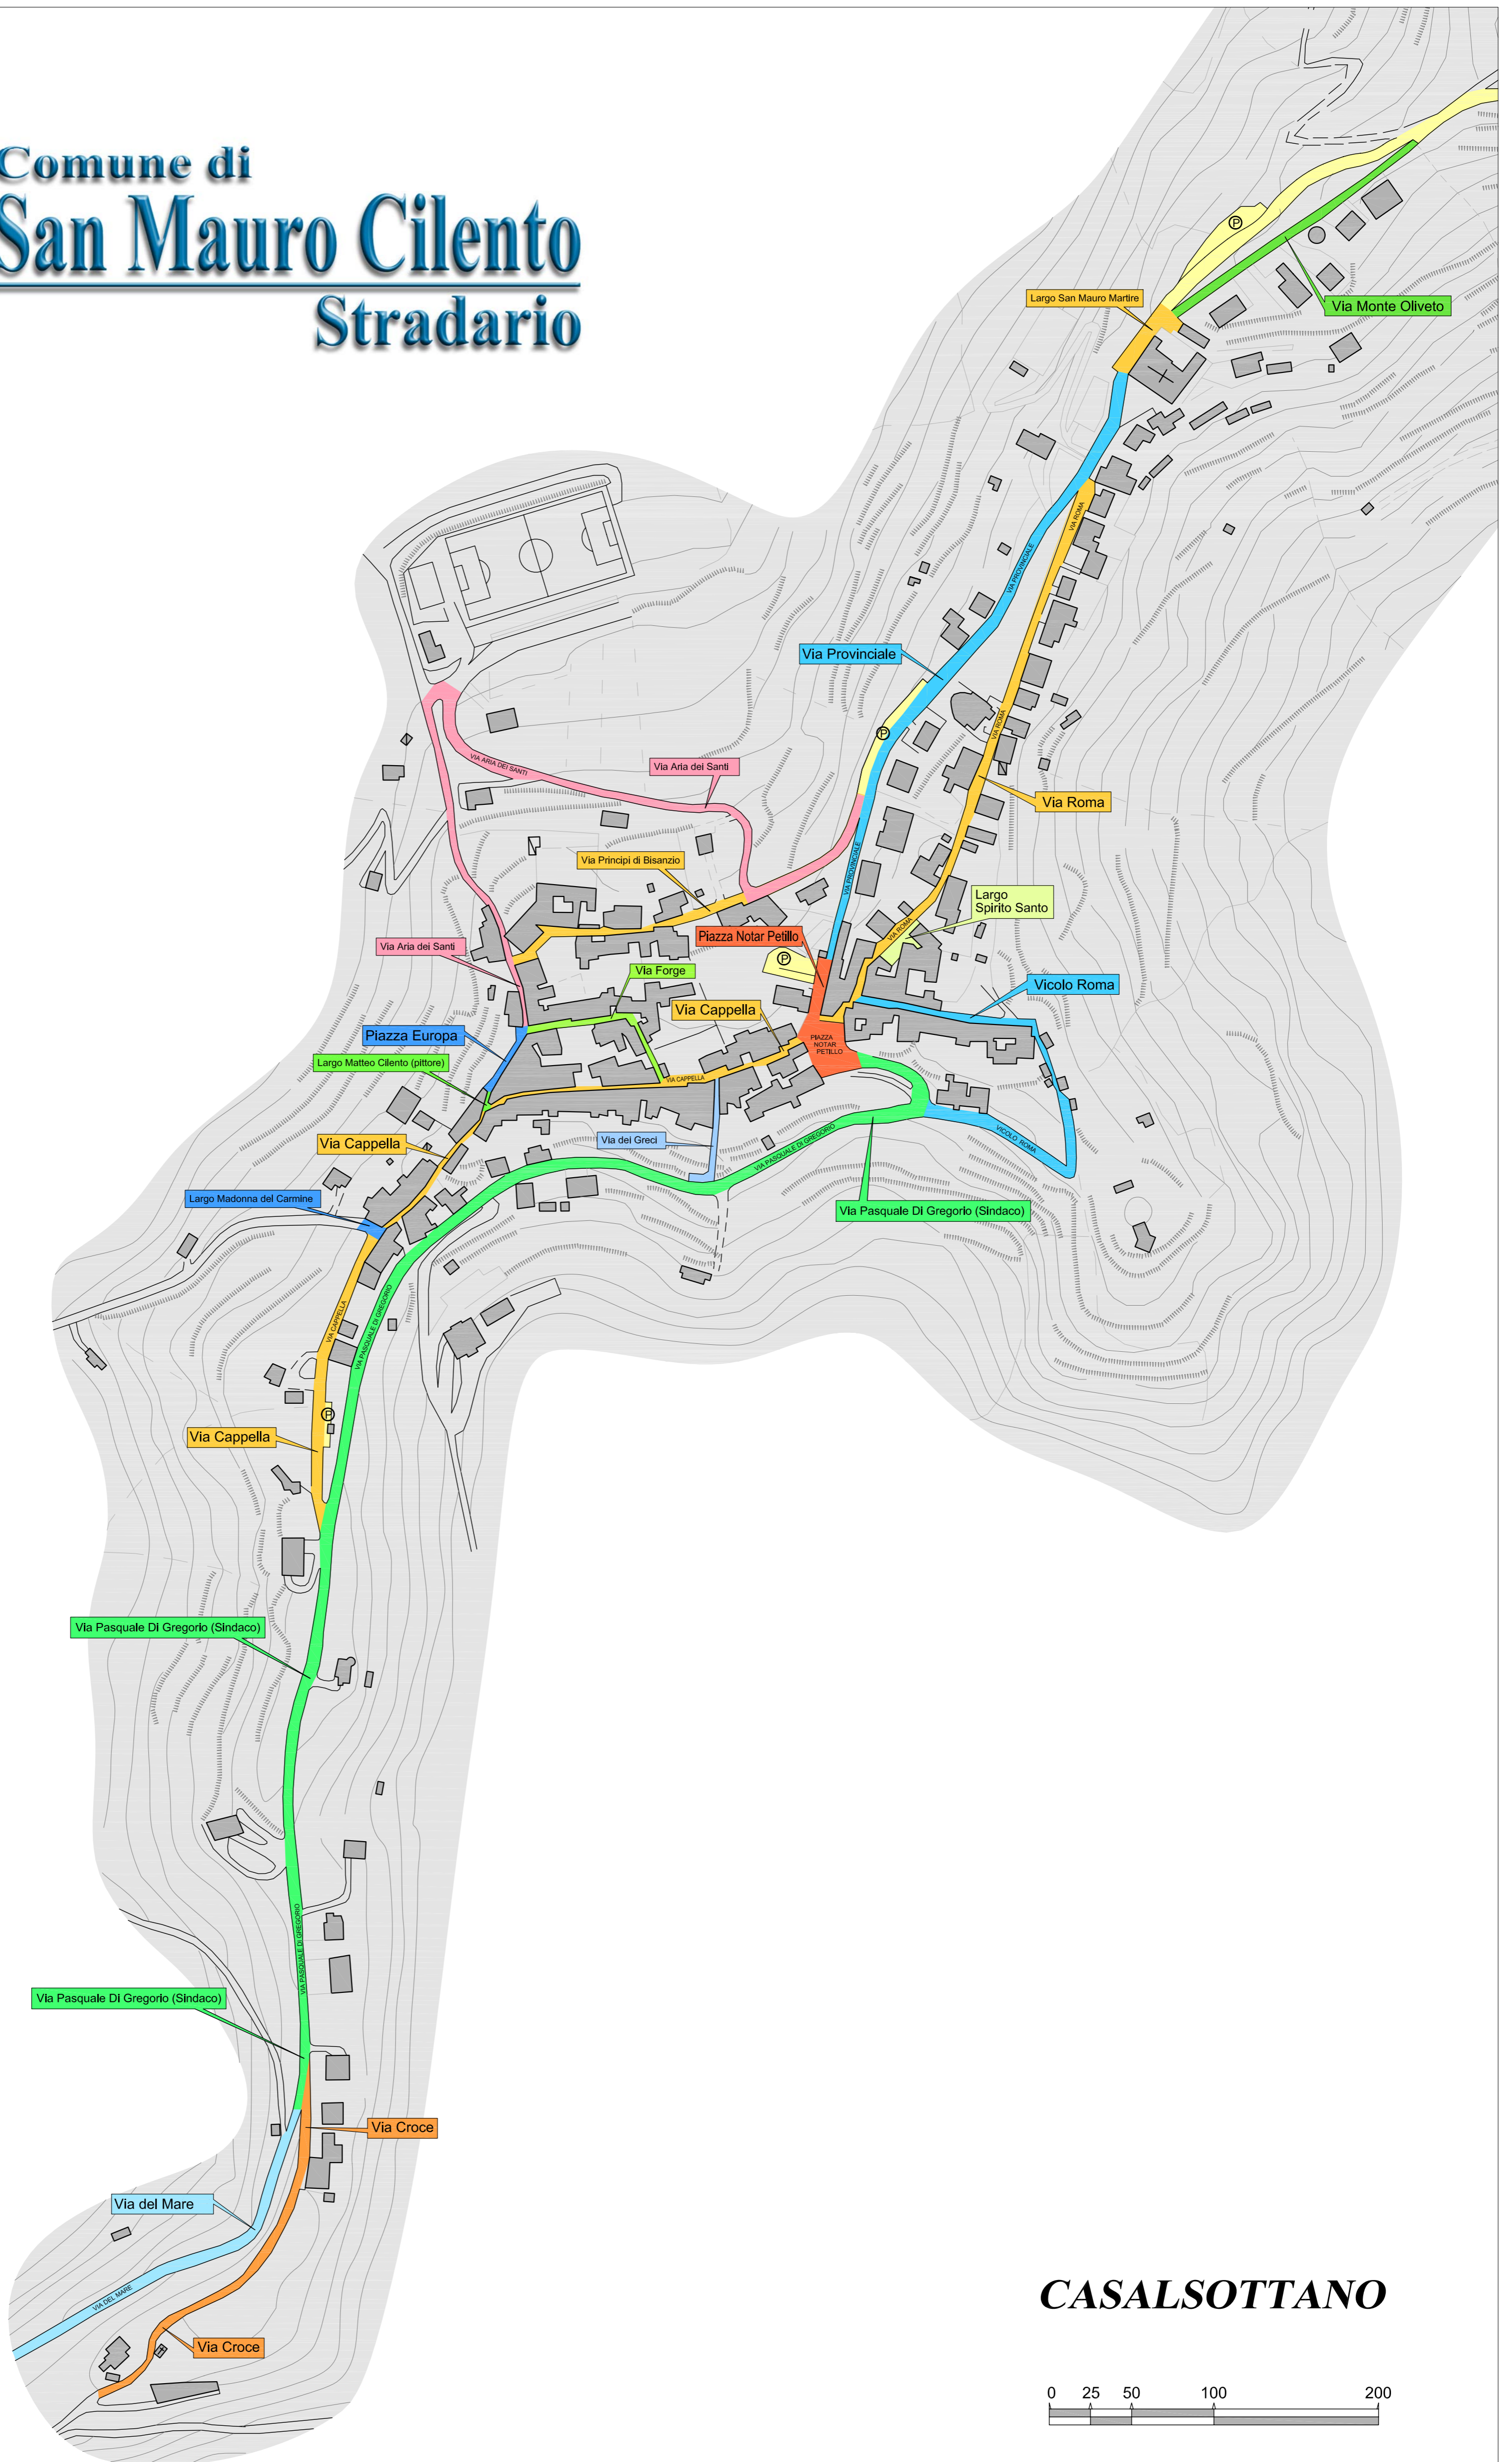 Comune di
San Mauro Cilento
Stradario
Largo San Mauro Martire
P
Via Monte Oliveto
VIA ROMA
VIA PROVINCIALE
Via Provinciale
VIA ROMA
P
VIA ARIA DEI SANTI
Via Aria dei Santi
Via Roma
Via Principi di Bisanzio
VIA PROVINCIALE
Largo
Spirito Santo
VIA ROMA
Piazza Notar Petillo
Via Aria dei Santi
P
Via Forge
Vicolo Roma
Via Cappella
Piazza Europa
PIAZZA
NOTAR
PETILLO
Largo Matteo Cilento (pittore)
VIA CAPPELLA
Via Cappella
Via dei Greci
VIA PASQUALE DI GREGORIO
VICOLO ROMA
Largo Madonna del Carmine
Via Pasquale Di Gregorio (Sindaco)
VIA CAPPELLA
VIA PASQUALE DI GREGORIO
P
Via Cappella
Via Pasquale Di Gregorio (Sindaco)
VIA PASQUALE DI GREGORIO
Via Pasquale Di Gregorio (Sindaco)
Via Croce
Via del Mare
VIA DEL MARE
Via Croce
CASALSOTTANO
0 25 50 100 200